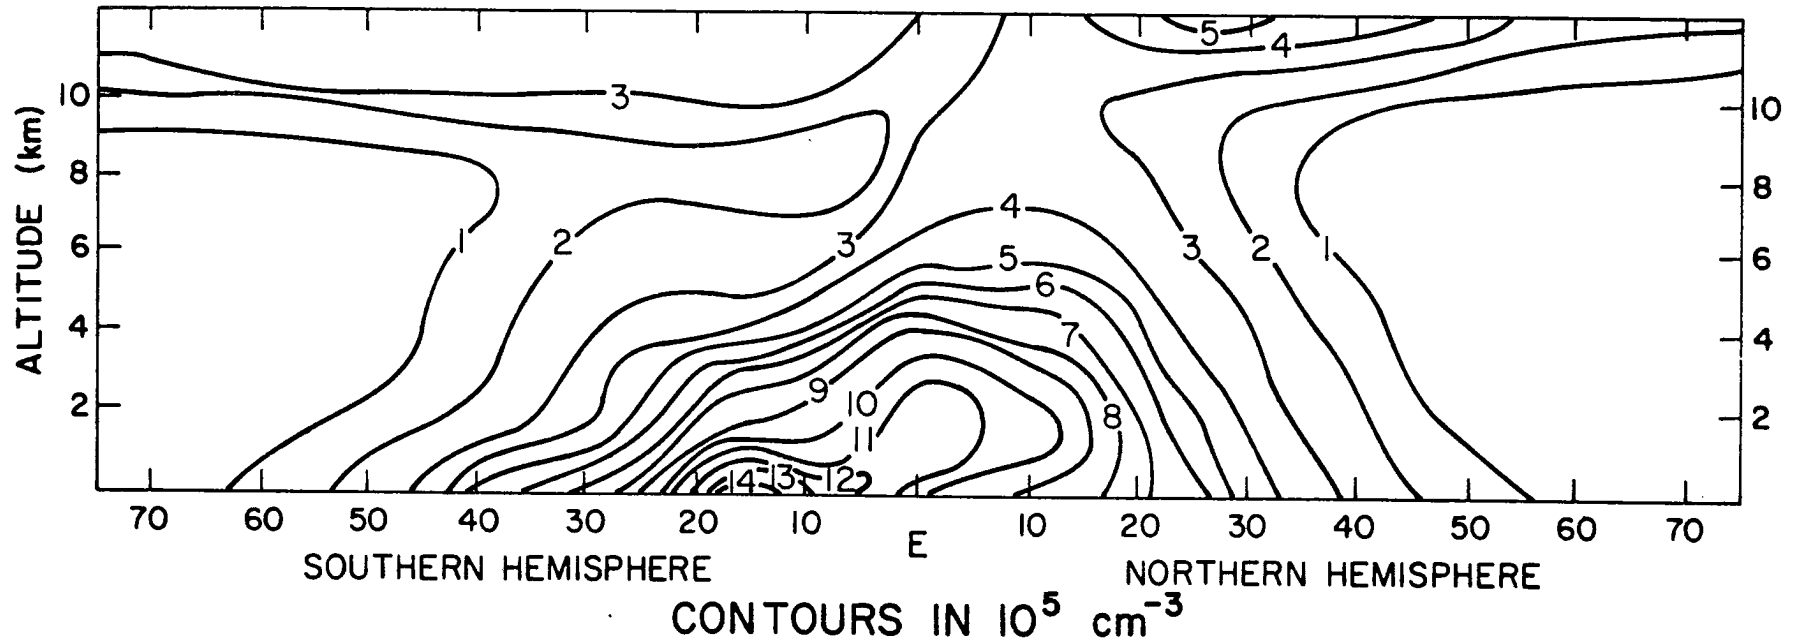 5
4
10 3 10
8 8
4
6 1 2 3 3 2 1 6
5
6
4 7 4
9
2 10 8 2
11
14 13 12
70 60 50 40 30 20 10 E 10 20 30 40 50 60 70
ALTITUDE (km)
SOUTHERN HEMISPHERE NORTHERN HEMISPHERE
CONTOURS IN 10⁵ cm⁻³